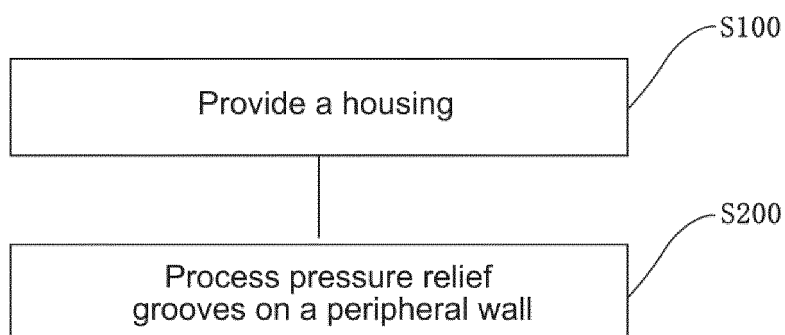 S100
Provide a housing
S200
Process pressure relief
grooves on a peripheral wall